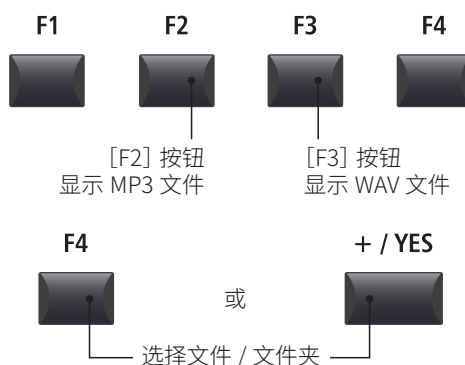 F1 F2 F3 F4
[F2] 按钮 [F3] 按钮
显示 MP3 文件 显示 WAV 文件
F4 + / YES
或
选择文件 / 文件夹